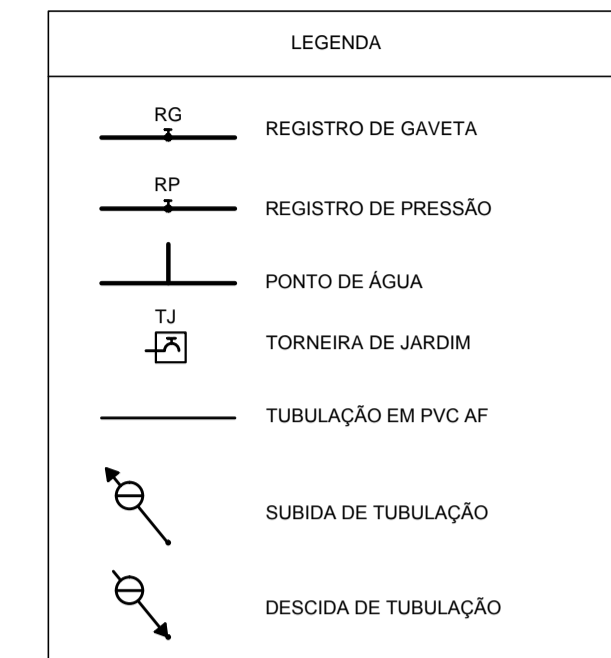 LEGENDA
RG
REGISTRO DE GAVETA
RP
REGISTRO DE PRESSÃO
PONTO DE ÁGUA
TJ
TORNEIRA DE JARDIM
TUBULAÇÃO EM PVC AF
SUBIDA DE TUBULAÇÃO
DESCIDA DE TUBULAÇÃO